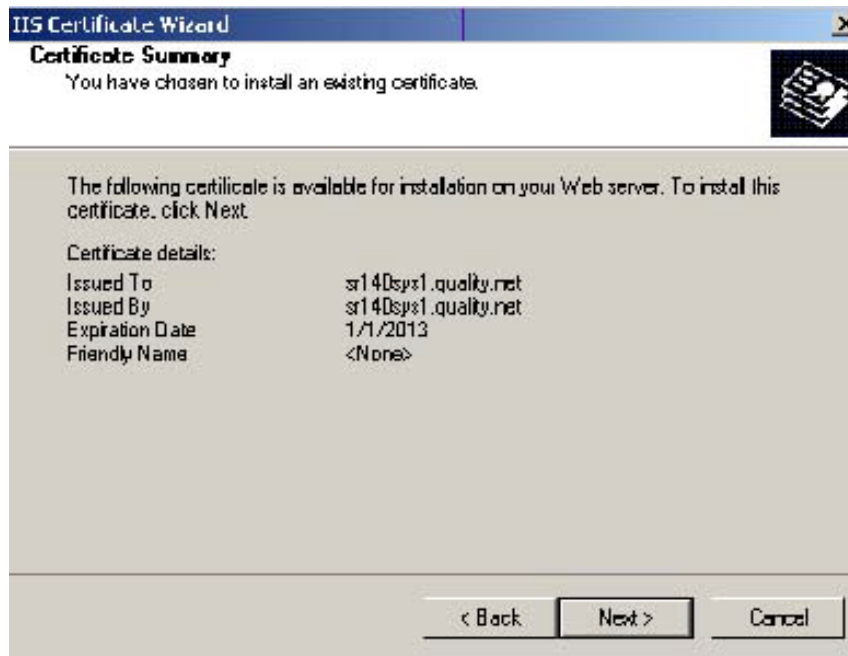 IIS Certificate Wizard
Certificate Summary
You have chosen to install an existing certificate.
The following certificate is available for installation on your Web server. To install this
certificate, click Next.
Certificate details:
Issued To sr140sys1.quality.net
Issued By sr140sys1.quality.net
Expiration Date 1/1/2013
Friendly Name <None>
< Back Next > Cancel